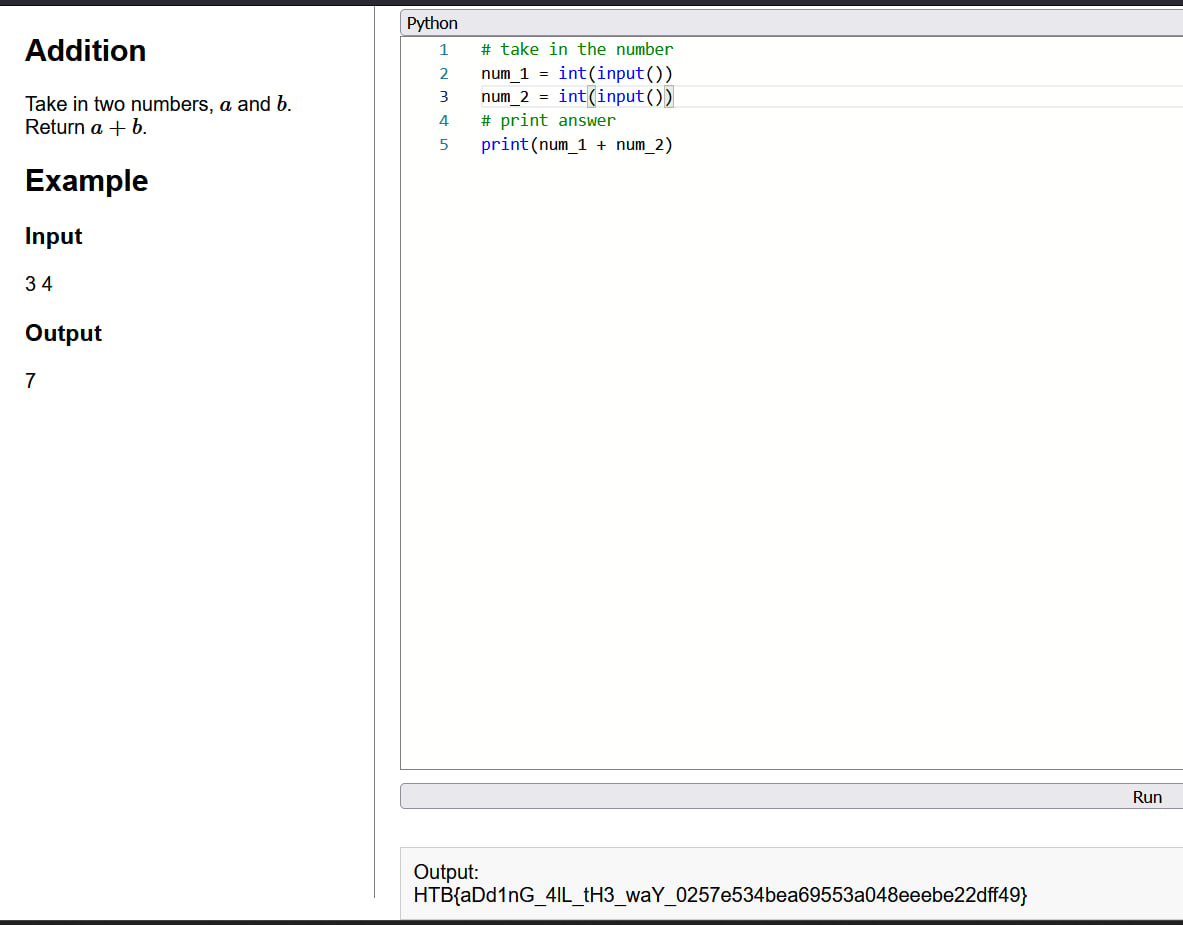 Addition
Take in two numbers, a and b.
Return a + b.
Example
Input
3 4
Output
7
Python
1 # take in the number
2 num_1 = int(input())
3 num_2 = int(input())
4 # print answer
5 print(num_1 + num_2)
Run
Output:
HTB{aDd1nG_4lL_tH3_waY_0257e534bea69553a048eeebe22dff49}